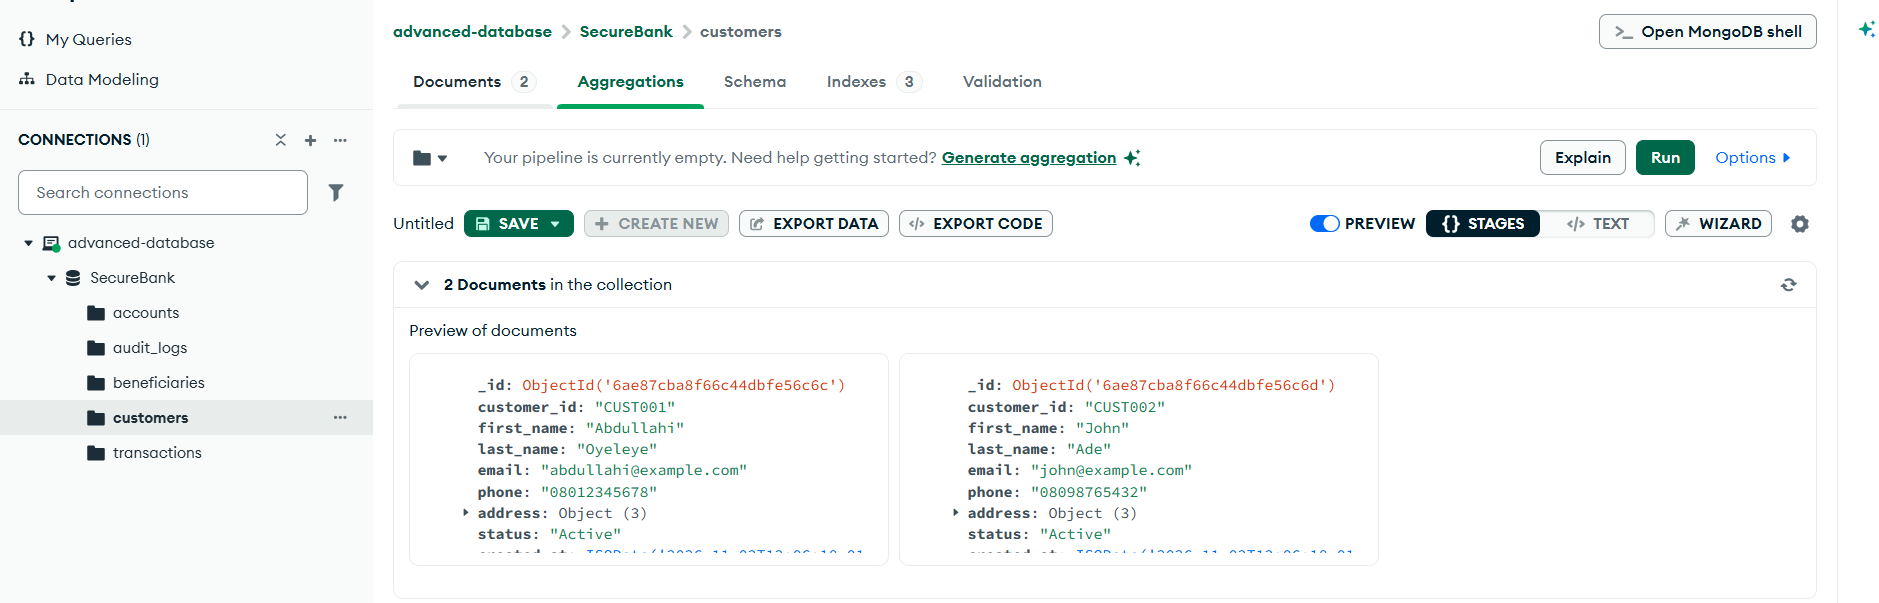 My Queries
Data Modeling
CONNECTIONS (1)
Search connections
advanced-database
SecureBank
accounts
audit_logs
beneficiaries
customers
transactions
advanced-database > SecureBank > customers
>_ Open MongoDB shell
Documents 2 Aggregations Schema Indexes 3 Validation
Your pipeline is currently empty. Need help getting started? Generate aggregation
Explain Run Options
Untitled SAVE + CREATE NEW EXPORT DATA </> EXPORT CODE PREVIEW {} STAGES </> TEXT WIZARD
2 Documents in the collection
Preview of documents
_id: ObjectId('6ae87cba8f66c44dbfe56c6c')
customer_id: "CUST001"
first_name: "Abdullahi"
last_name: "Oyeleye"
email: "abdullahi@example.com"
phone: "08012345678"
address: Object (3)
status: "Active"
_id: ObjectId('6ae87cba8f66c44dbfe56c6d')
customer_id: "CUST002"
first_name: "John"
last_name: "Ade"
email: "john@example.com"
phone: "08098765432"
address: Object (3)
status: "Active"